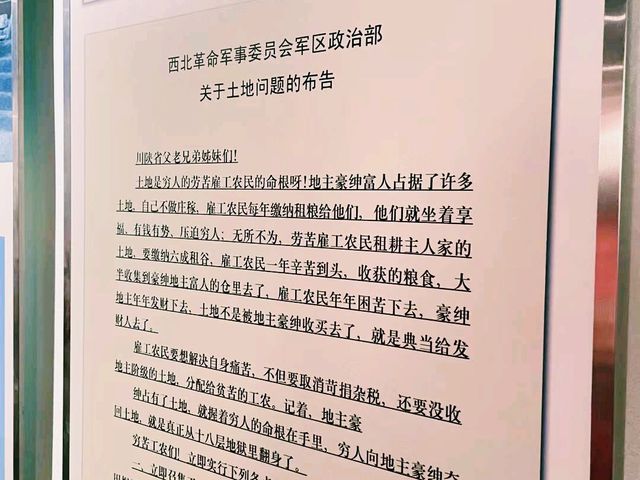 西北革命军事委员会军区政治部
关于土地问题的布告
川陕省父老兄弟姊妹们!
土地是穷人的劳苦雇工农民的命根呀!地主豪绅富人占据了许多
土地，自己不做庄稼，雇工农民每年缴纳租粮给他们，他们就坐着享
福，有钱有势、压迫穷人；无所不为，劳苦雇工农民租耕主人家的
土地，要缴纳六成租谷，雇工农民一年辛苦到头，收获的粮食，大
半收集到豪绅地主富人的仓里去了，雇工农民年年困苦下去，豪绅
地主年年发财下去，土地不是被地主豪绅收买去了，就是典当给发
财人去了。
雇工农民要想解决自身痛苦，不但要取消苛捐杂税，还要没收
地主阶级的土地，分配给贫苦的工农。记着，地主豪
绅占有了土地，就握着穷人的命根在手里，穷人向地主豪绅夺
回土地，就是真正从十八层地狱里翻身了。
穷苦工农们！立即实行下列各
一、立即召集